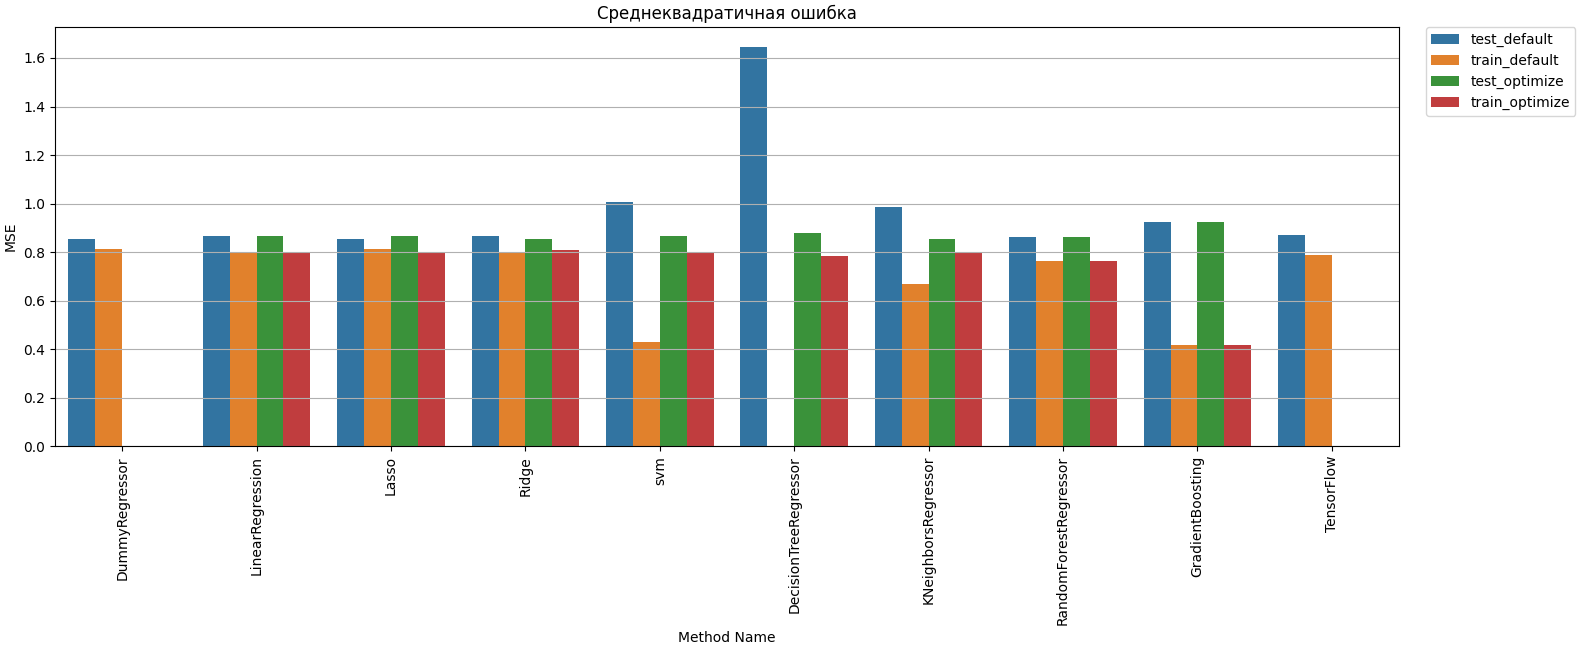 Среднеквадратичная ошибка
test_default
train_default
test_optimize
train_optimize
MSE
1.6
1.4
1.2
1.0
0.8
0.6
0.4
0.2
0.0
DummyRegressor
LinearRegression
Lasso
Ridge
svm
DecisionTreeRegressor
KNeighborsRegressor
RandomForestRegressor
GradientBoosting
TensorFlow
Method Name